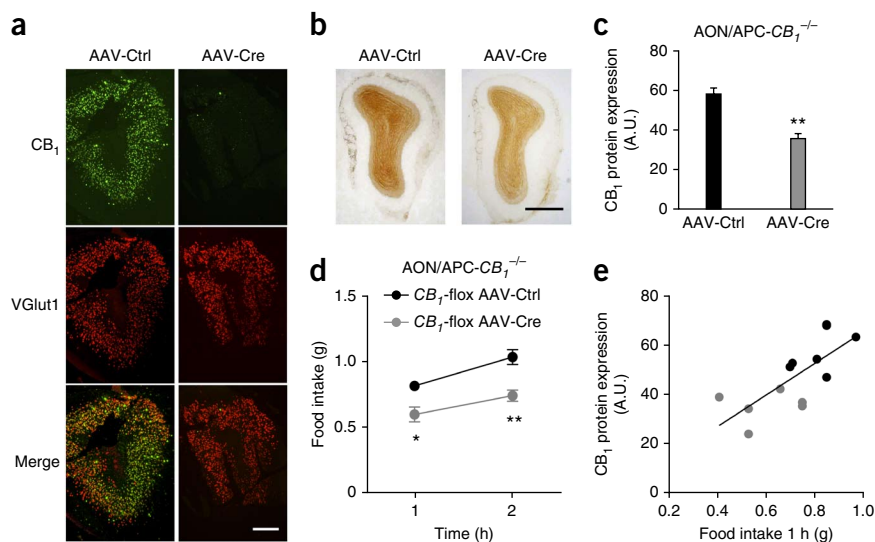 a
AAV-Ctrl AAV-Cre
CB1
VGlut1
Merge
b
AAV-Ctrl AAV-Cre
c
AON/APC-CB1−/−
CB1 protein expression
(A.U.)
80
60
40
20
0
**
AAV-Ctrl AAV-Cre
d
AON/APC-CB1−/−
CB1-flox AAV-Ctrl
CB1-flox AAV-Cre
Food intake (g)
1.5
1.0
0.5
0
* **
1 2
Time (h)
e
CB1 protein expression
(A.U.)
80
60
40
20
0
0.2 0.4 0.6 0.8 1.0
Food intake 1 h (g)